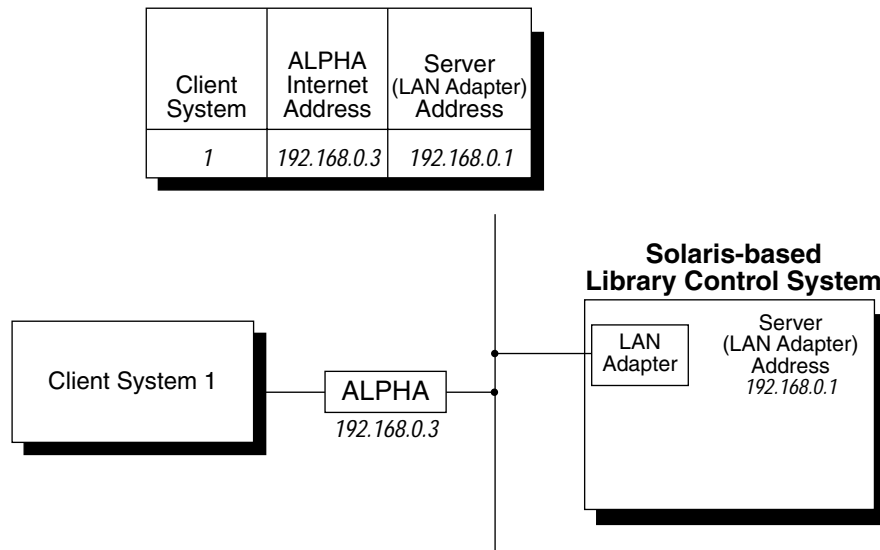 Client
System
ALPHA
Internet
Address
Server
(LAN Adapter)
Address
1
192.168.0.3
192.168.0.1
Solaris-based
Library Control System
Client System 1
ALPHA
192.168.0.3
LAN
Adapter
Server
(LAN Adapter)
Address
192.168.0.1